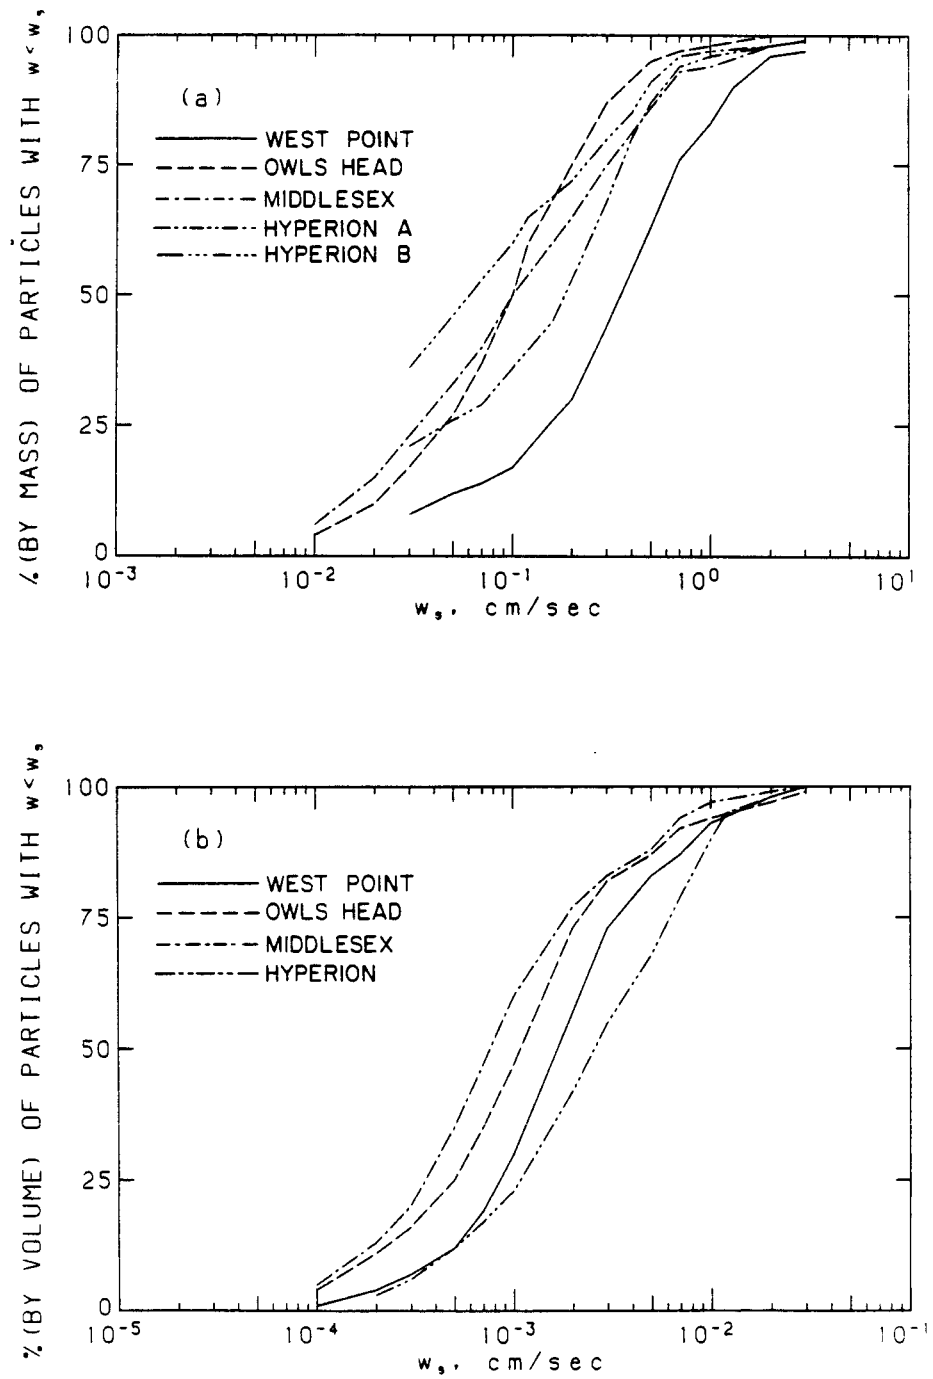 %(BY MASS) OF PARTICLES WITH w<ws
100
75
50
25
0
(a)
WEST POINT
OWLS HEAD
MIDDLESEX
HYPERION A
HYPERION B
10-3
10-2
10-1
100
101
ws, cm/sec
%(BY VOLUME) OF PARTICLES WITH w<ws
100
75
50
25
0
(b)
WEST POINT
OWLS HEAD
MIDDLESEX
HYPERION
10-5
10-4
10-3
10-2
10-1
ws, cm/sec